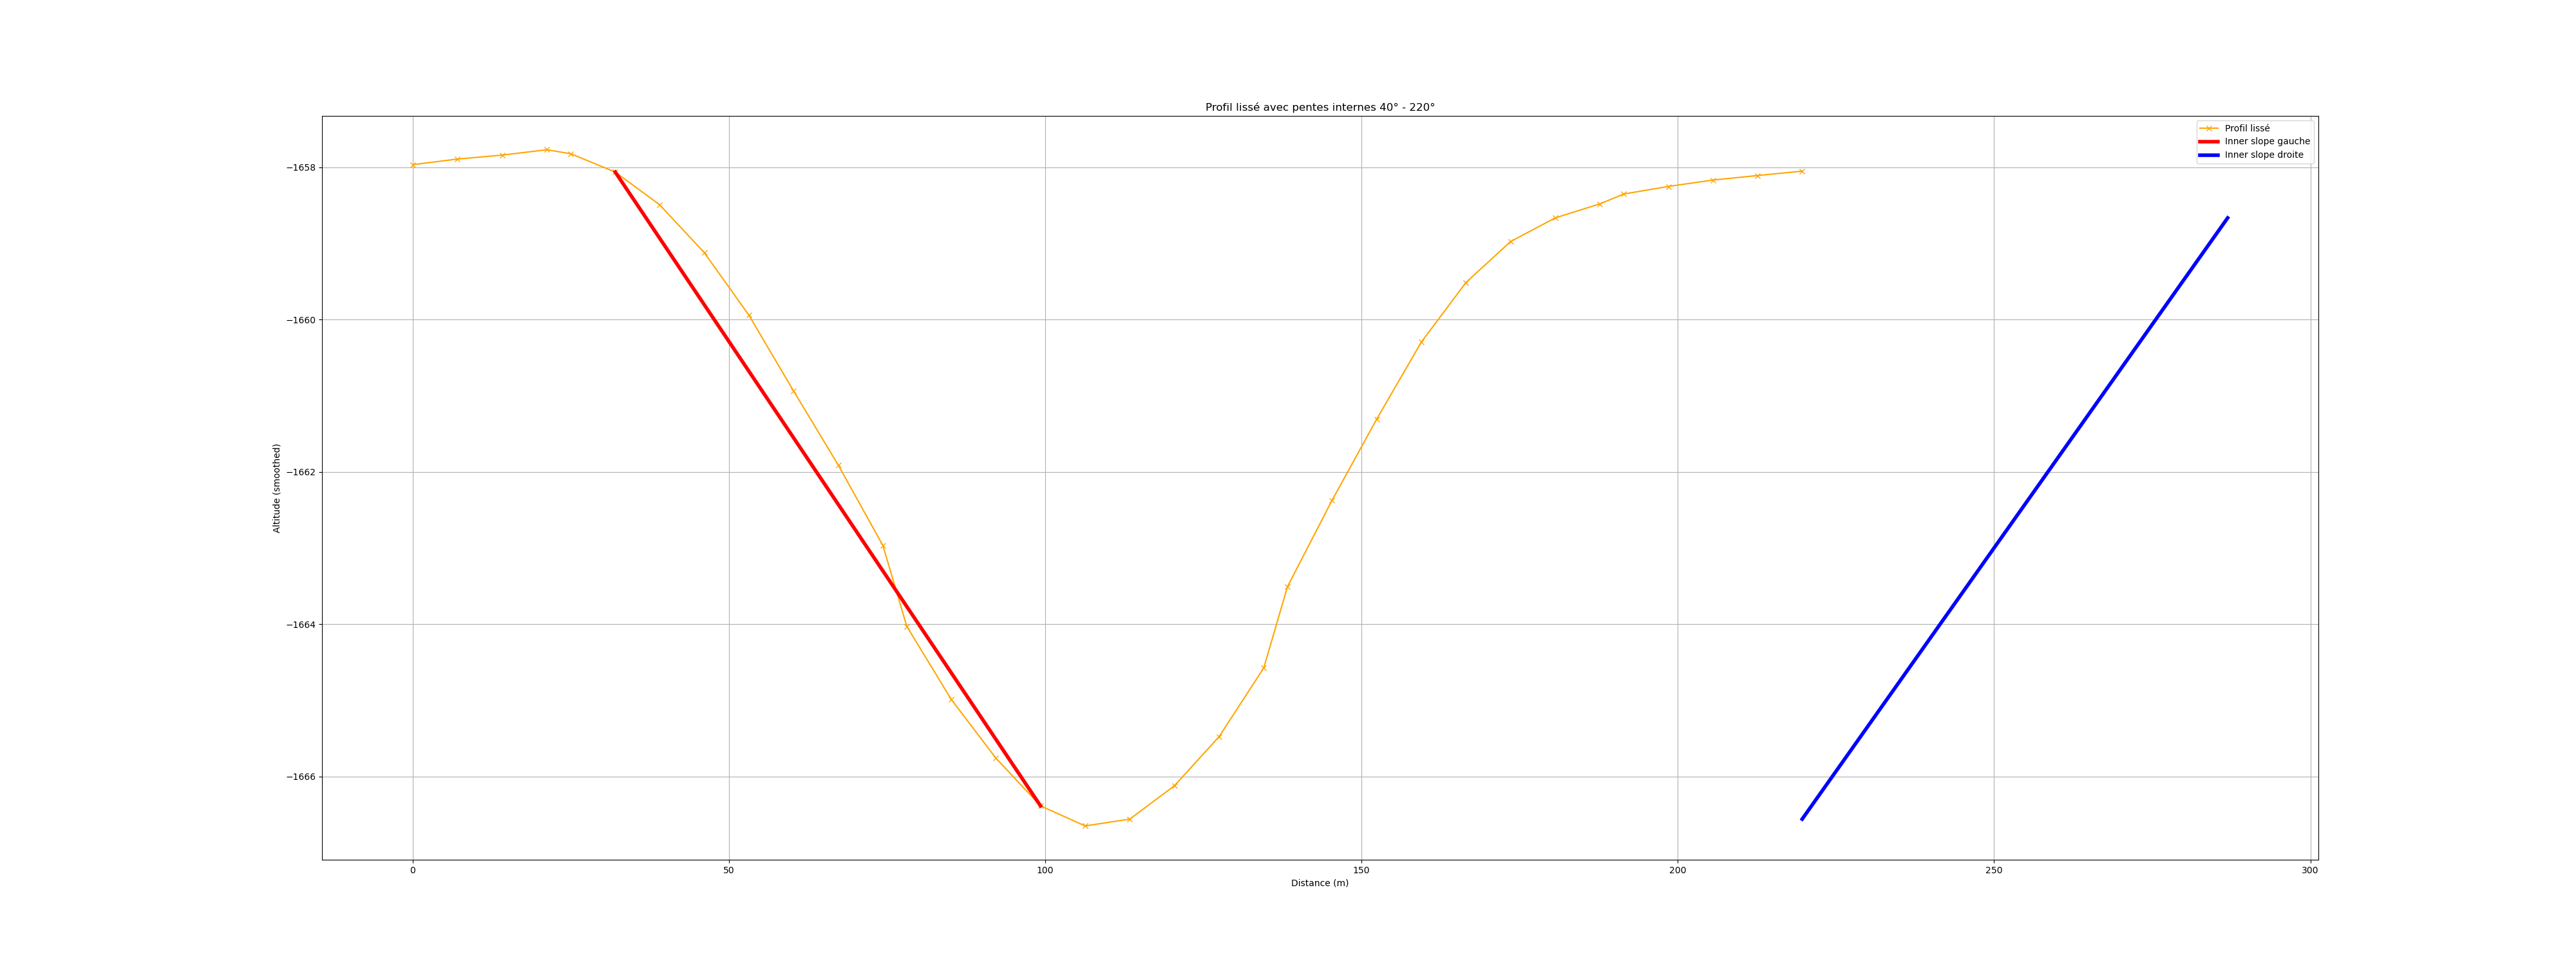 Profil lissé avec pentes internes 40° - 220°
Profil lissé
Inner slope gauche
Inner slope droite
Altitude (smoothed)
−1658
−1660
−1662
−1664
−1666
0 50 100 150 200 250 300
Distance (m)